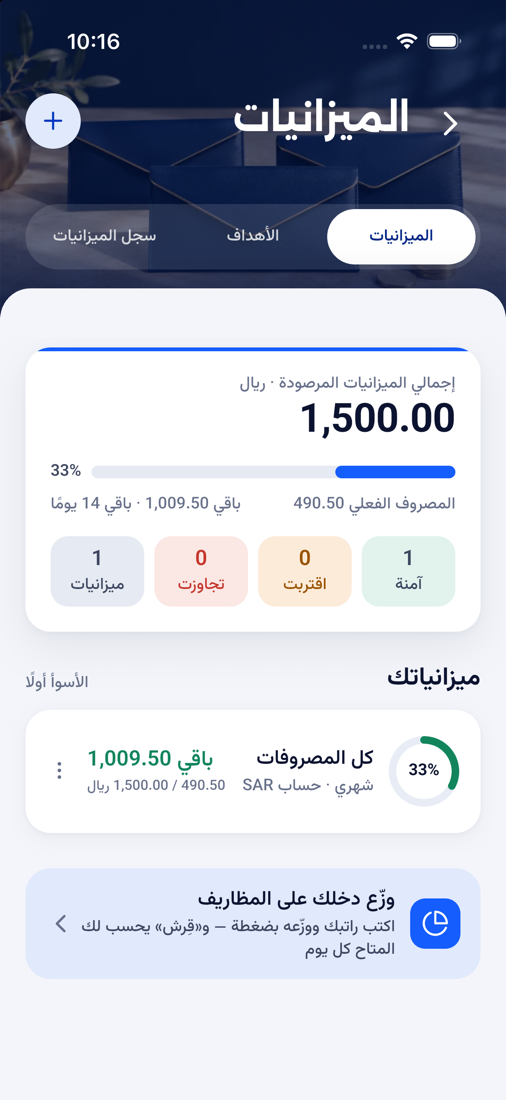 10:16
الميزانيات
الميزانيات
الأهداف
سجل الميزانيات
إجمالي الميزانيات المرصودة · ريال
1,500.00
33%
المصروف الفعلي 490.50
باقي 1,009.50 · باقي 14 يومًا
1
آمنة
0
اقتربت
0
تجاوزت
1
ميزانيات
ميزانياتك
الأسوأ أولًا
33%
كل المصروفات
شهري · حساب SAR
باقي 1,009.50
490.50 / 1,500.00 ريال
وزّع دخلك على المظاريف
اكتب راتبك ووزّعه بضغطة — و«قِرش» يحسب لك
المتاح كل يوم